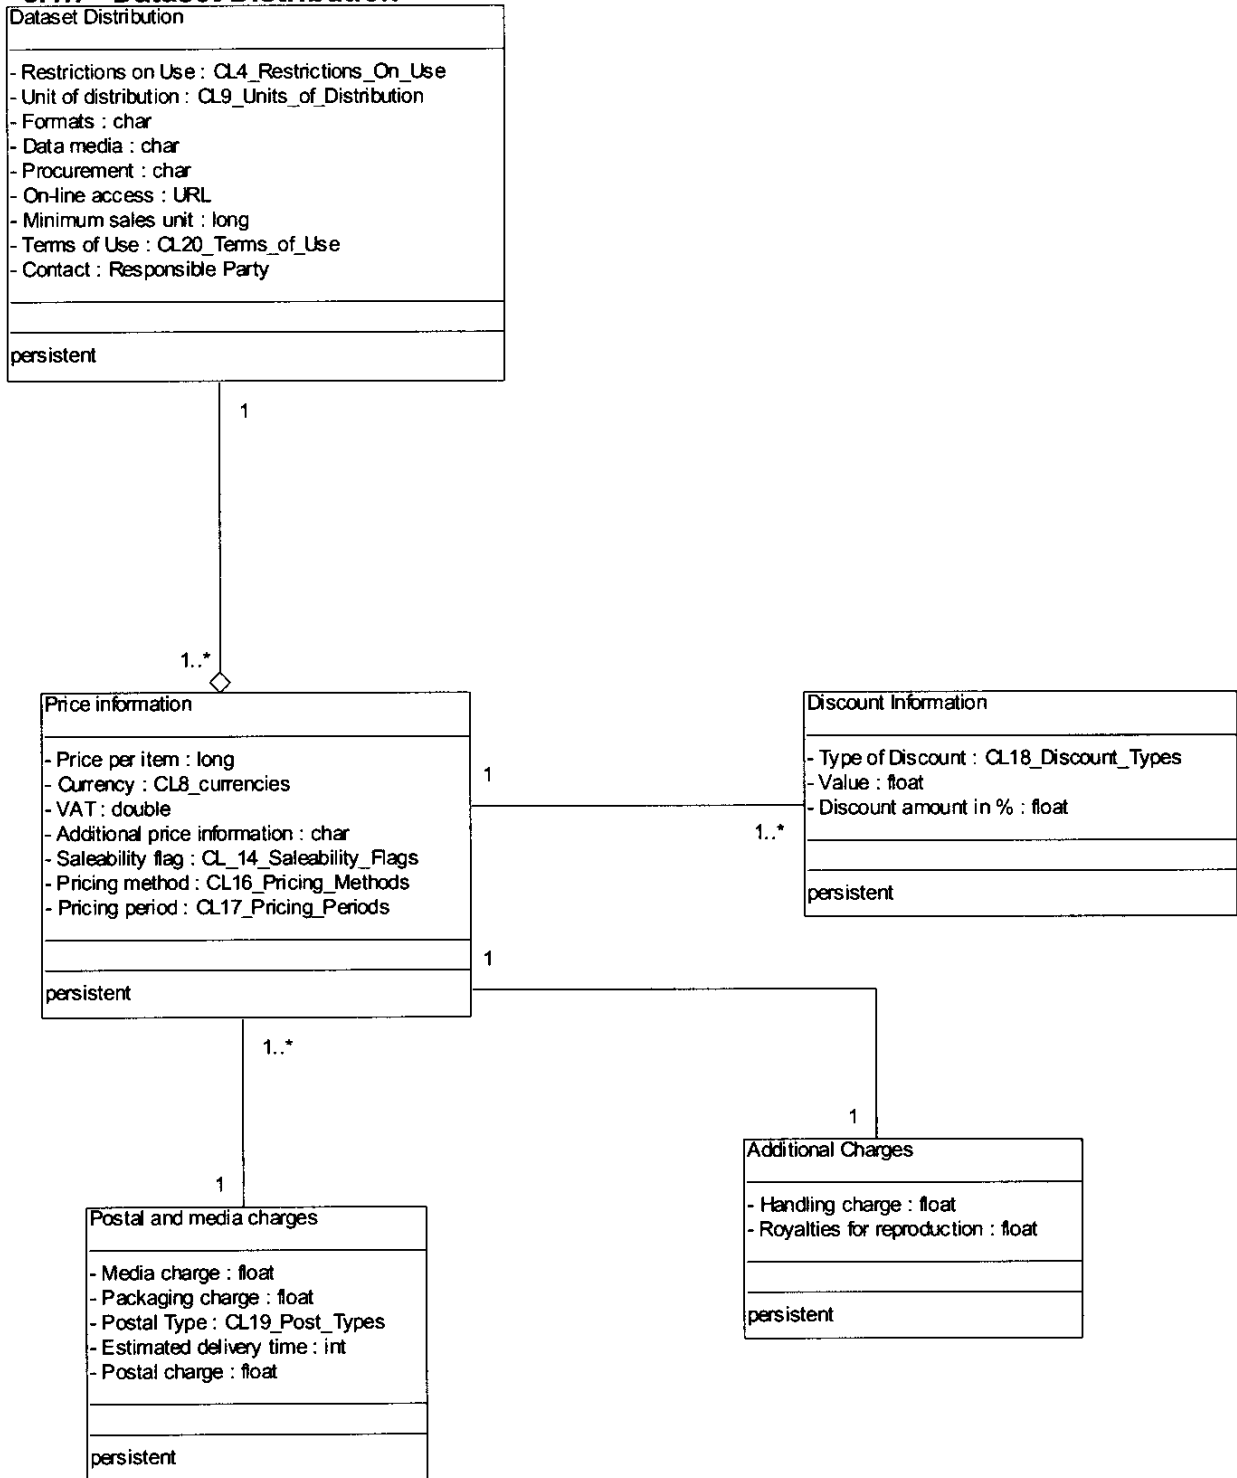 Dataset Distribution
Dataset Distribution
- Restrictions on Use : CL4_Restrictions_On_Use
- Unit of distribution : CL9_Units_of_Distribution
- Formats : char
- Data media : char
- Procurement : char
- On-line access : URL
- Minimum sales unit : long
- Terms of Use : CL20_Terms_of_Use
- Contact : Responsible Party
persistent
1
1..*
Price information
- Price per item : long
- Currency : CL8_currencies
- VAT : double
- Additional price information : char
- Saleability flag : CL_14_Saleability_Flags
- Pricing method : CL16_Pricing_Methods
- Pricing period : CL17_Pricing_Periods
persistent
1
1..*
Discount Information
- Type of Discount : CL18_Discount_Types
- Value : float
- Discount amount in % : float
persistent
1
1
Additional Charges
- Handling charge : float
- Royalties for reproduction : float
persistent
1..*
1
Postal and media charges
- Media charge : float
- Packaging charge : float
- Postal Type : CL19_Post_Types
- Estimated delivery time : int
- Postal charge : float
persistent